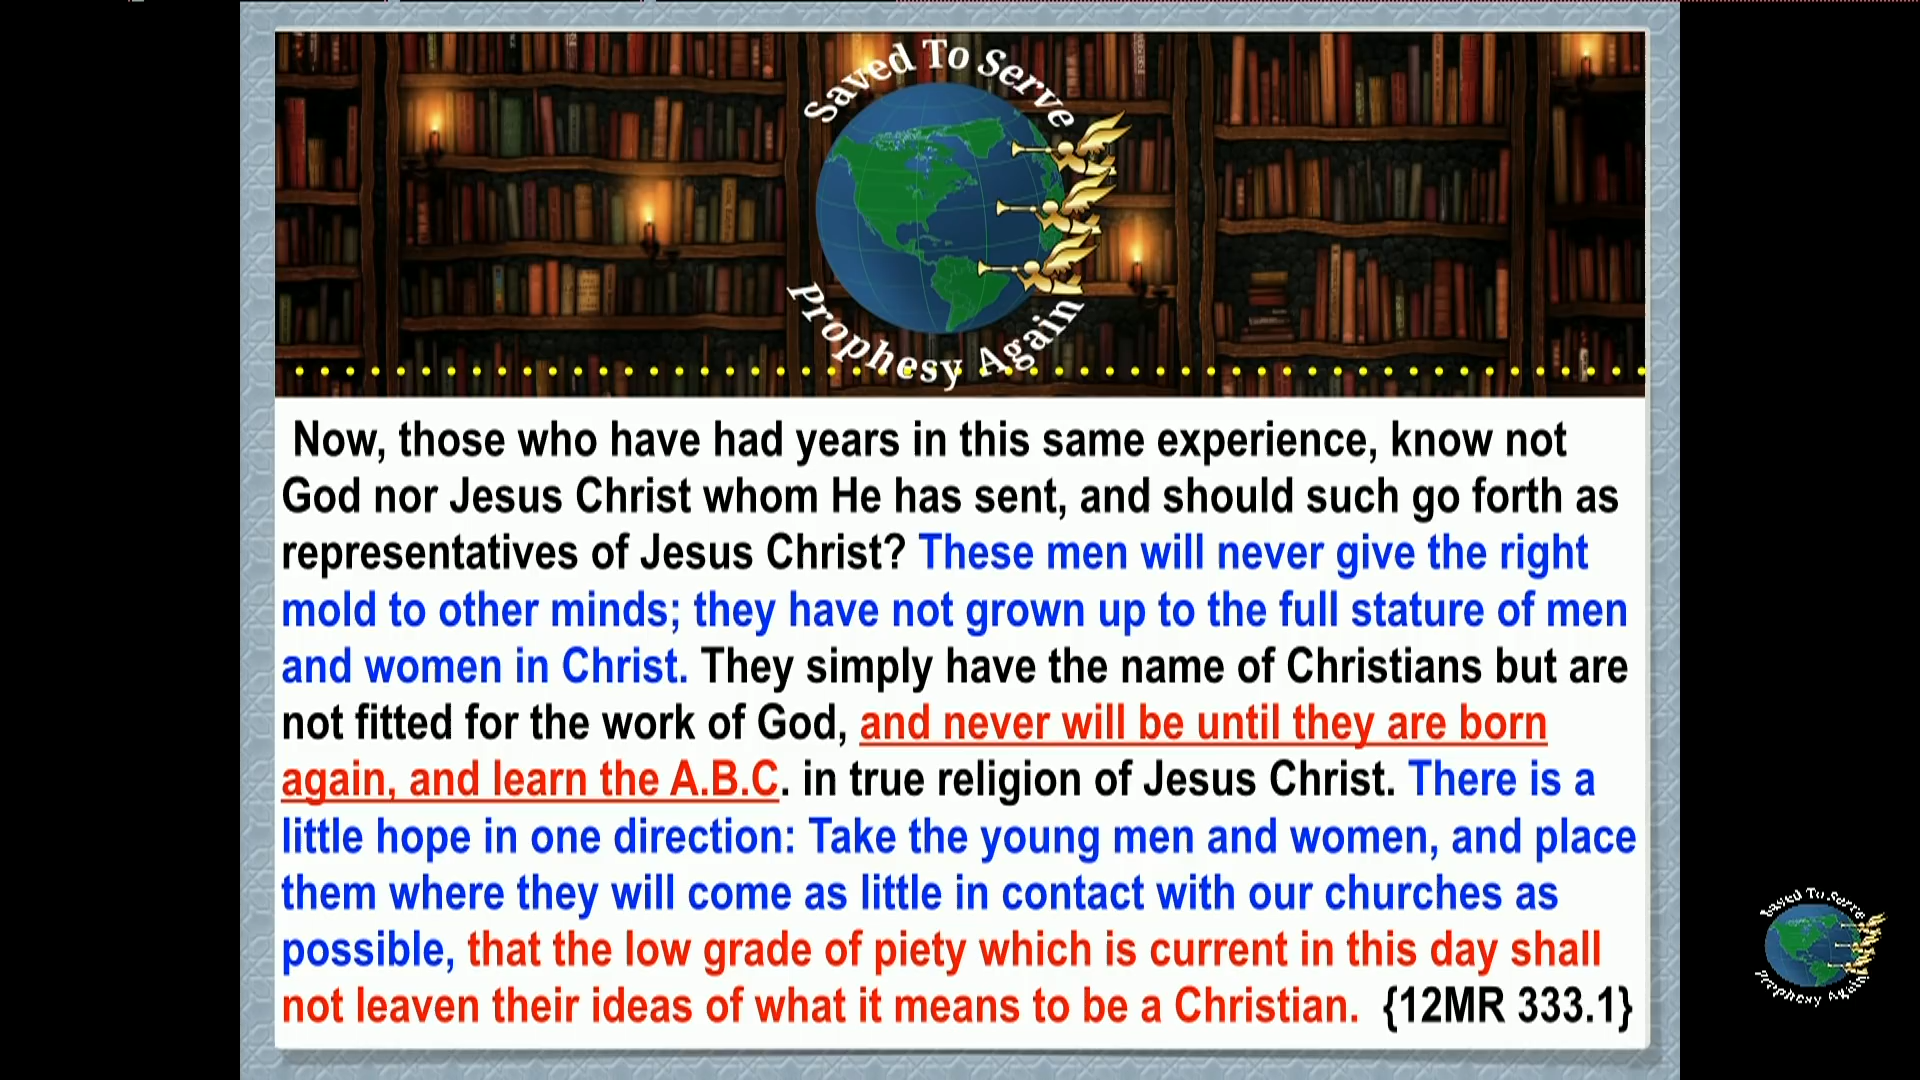 Saved To Serve
Prophesy Again
Now, those who have had years in this same experience, know not
God nor Jesus Christ whom He has sent, and should such go forth as
representatives of Jesus Christ? These men will never give the right
mold to other minds; they have not grown up to the full stature of men
and women in Christ. They simply have the name of Christians but are
not fitted for the work of God, and never will be until they are born
again, and learn the A.B.C. in true religion of Jesus Christ. There is a
little hope in one direction: Take the young men and women, and place
them where they will come as little in contact with our churches as
possible, that the low grade of piety which is current in this day shall
not leaven their ideas of what it means to be a Christian. {12MR 333.1}
Saved To Serve
Prophesy Again